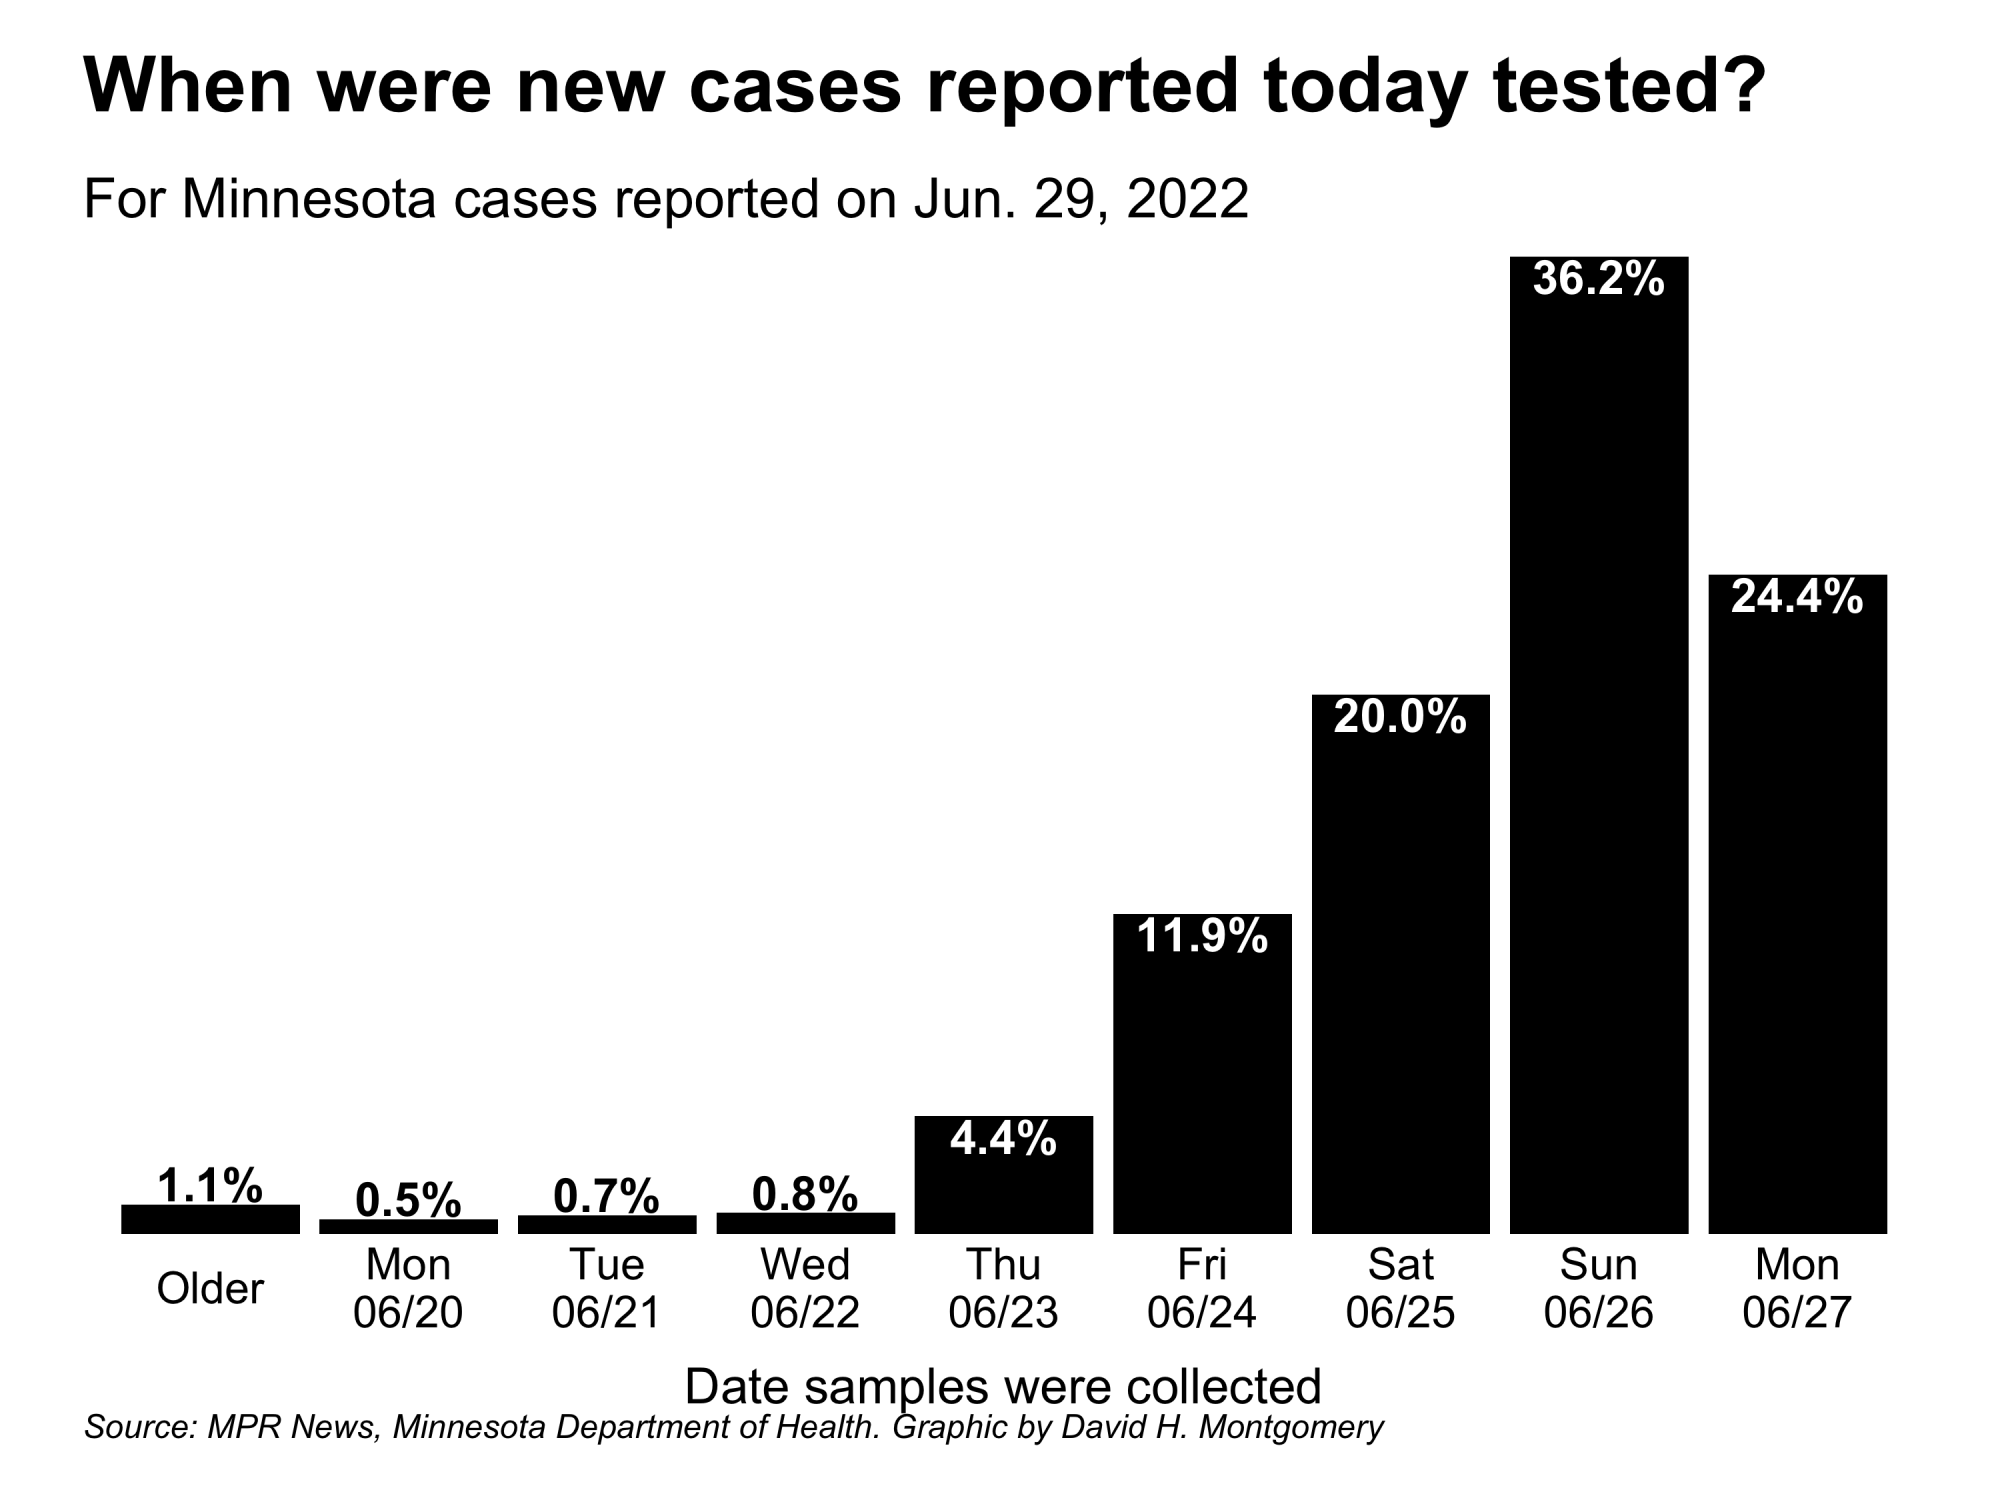 When were new cases reported today tested?
For Minnesota cases reported on Jun. 29, 2022
36.2%
24.4%
20.0%
11.9%
4.4%
1.1%
0.5%
0.7%
0.8%
Older
Mon
06/20
Tue
06/21
Wed
06/22
Thu
06/23
Fri
06/24
Sat
06/25
Sun
06/26
Mon
06/27
Date samples were collected
Source: MPR News, Minnesota Department of Health. Graphic by David H. Montgomery